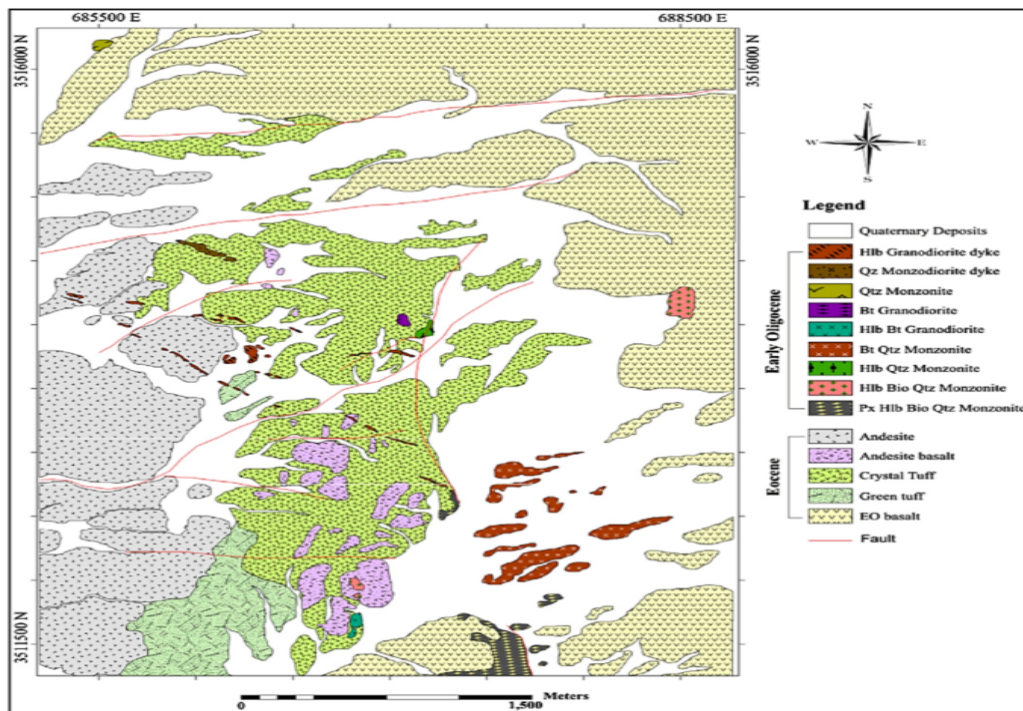 685500 E
688500 E
3516000 N
3516000 N
N
W
E
S
Legend
Quaternary Deposits
Hlb Granodiorite dyke
Qz Monzodiorite dyke
Qtz Monzonite
Bt Granodiorite
Hlb Bt Granodiorite
Bt Qtz Monzonite
Hlb Qtz Monzonite
Hlb Bio Qtz Monzonite
Px Hlb Bio Qtz Monzonite
Early Oligocene
Andesite
Andesite basalt
Crystal Tuff
Green tuff
EO basalt
Eocene
Fault
3511500 N
3511500 N
Meters
0
1,500